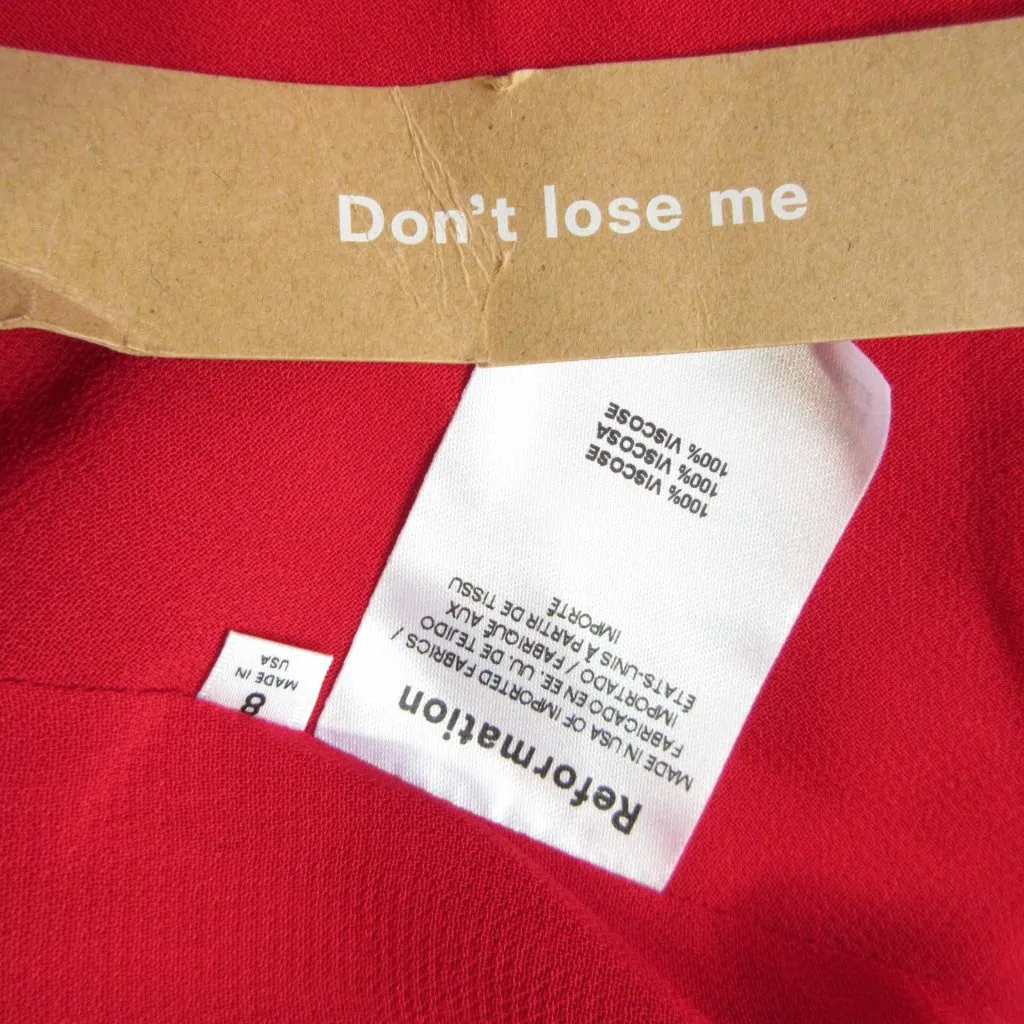 Don't lose me
Reformation
MADE IN USA OF IMPORTED FABRICS /
FABRICADO EN EE. UU. DE TEJIDO
IMPORTADO / FABRIQUÉ AUX
ÉTATS-UNIS À PARTIR DE TISSU
IMPORTÉ
100% VISCOSE
100% VISCOSA
100% VISCOSE
8
MADE IN
USA